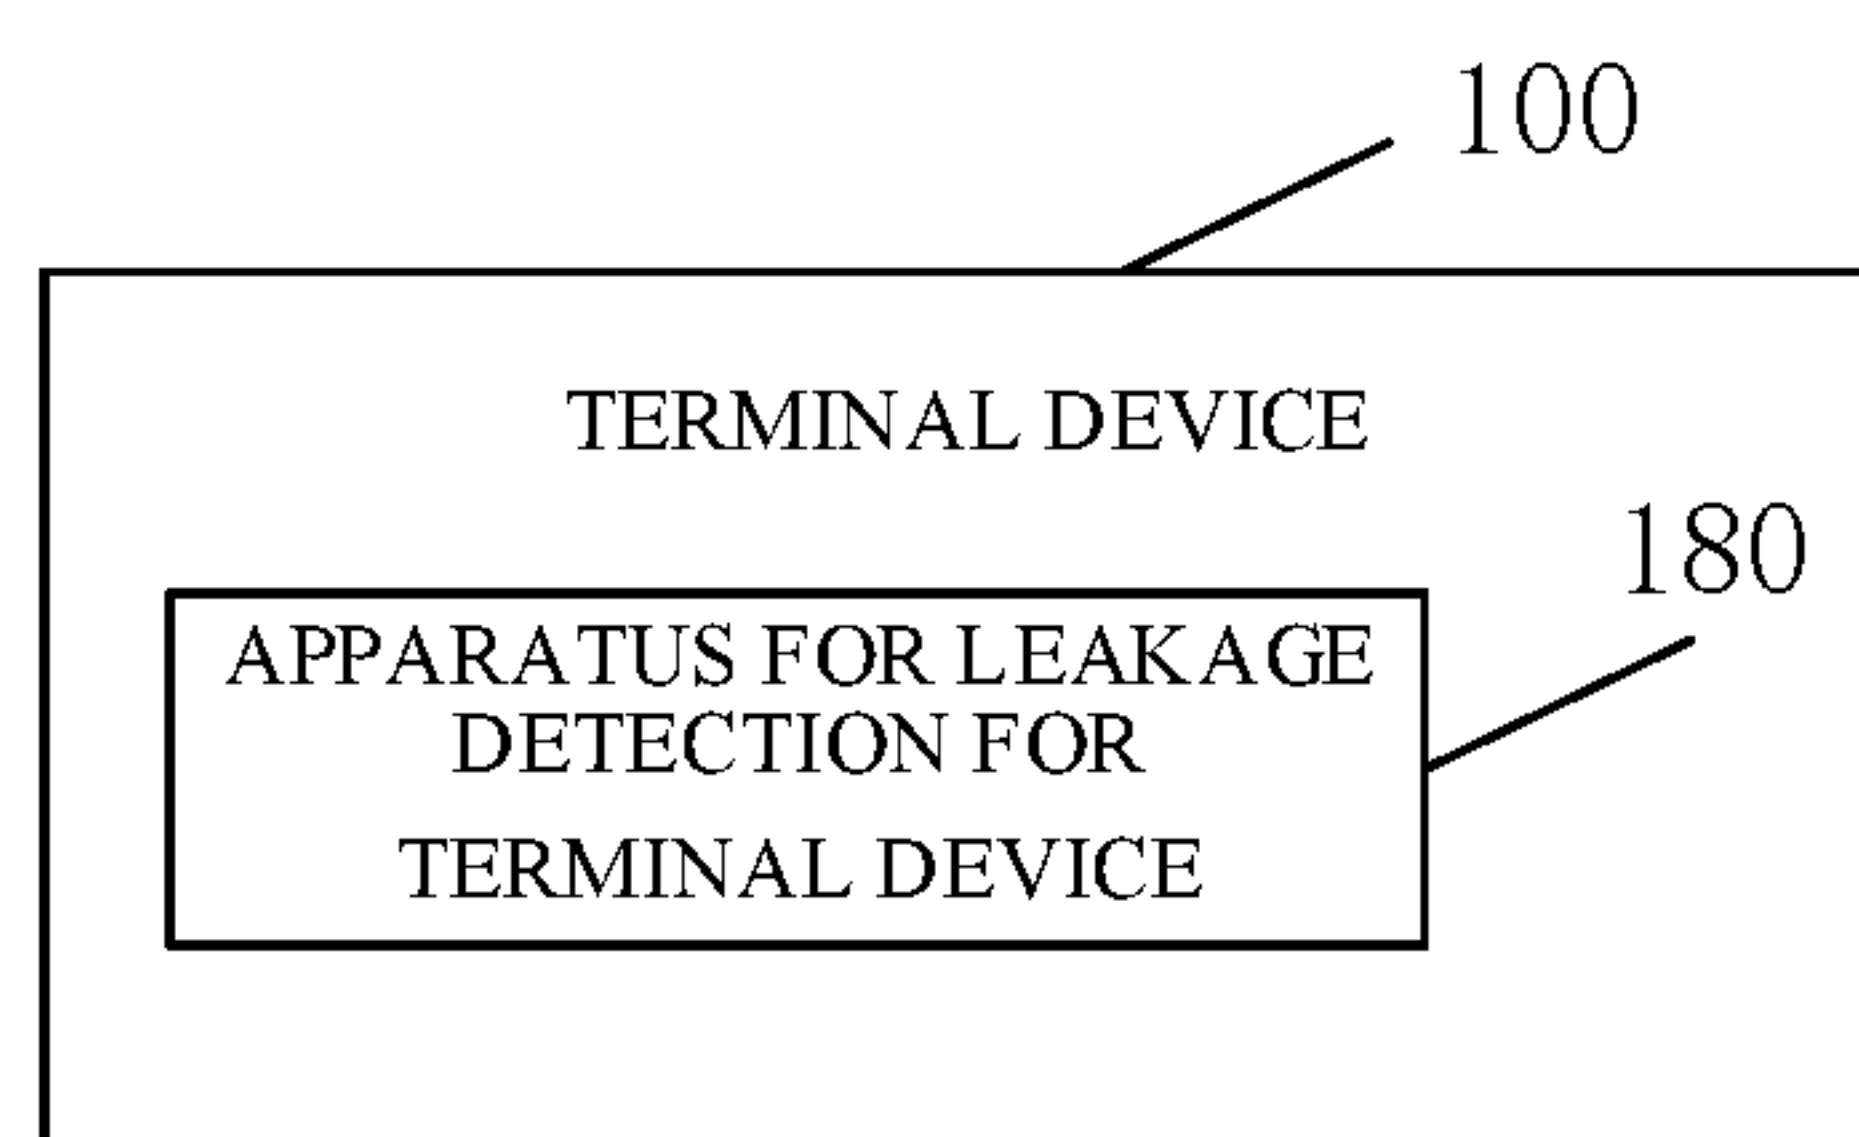 100
TERMINAL DEVICE
180
APPARATUS FOR LEAKAGE
DETECTION FOR
TERMINAL DEVICE